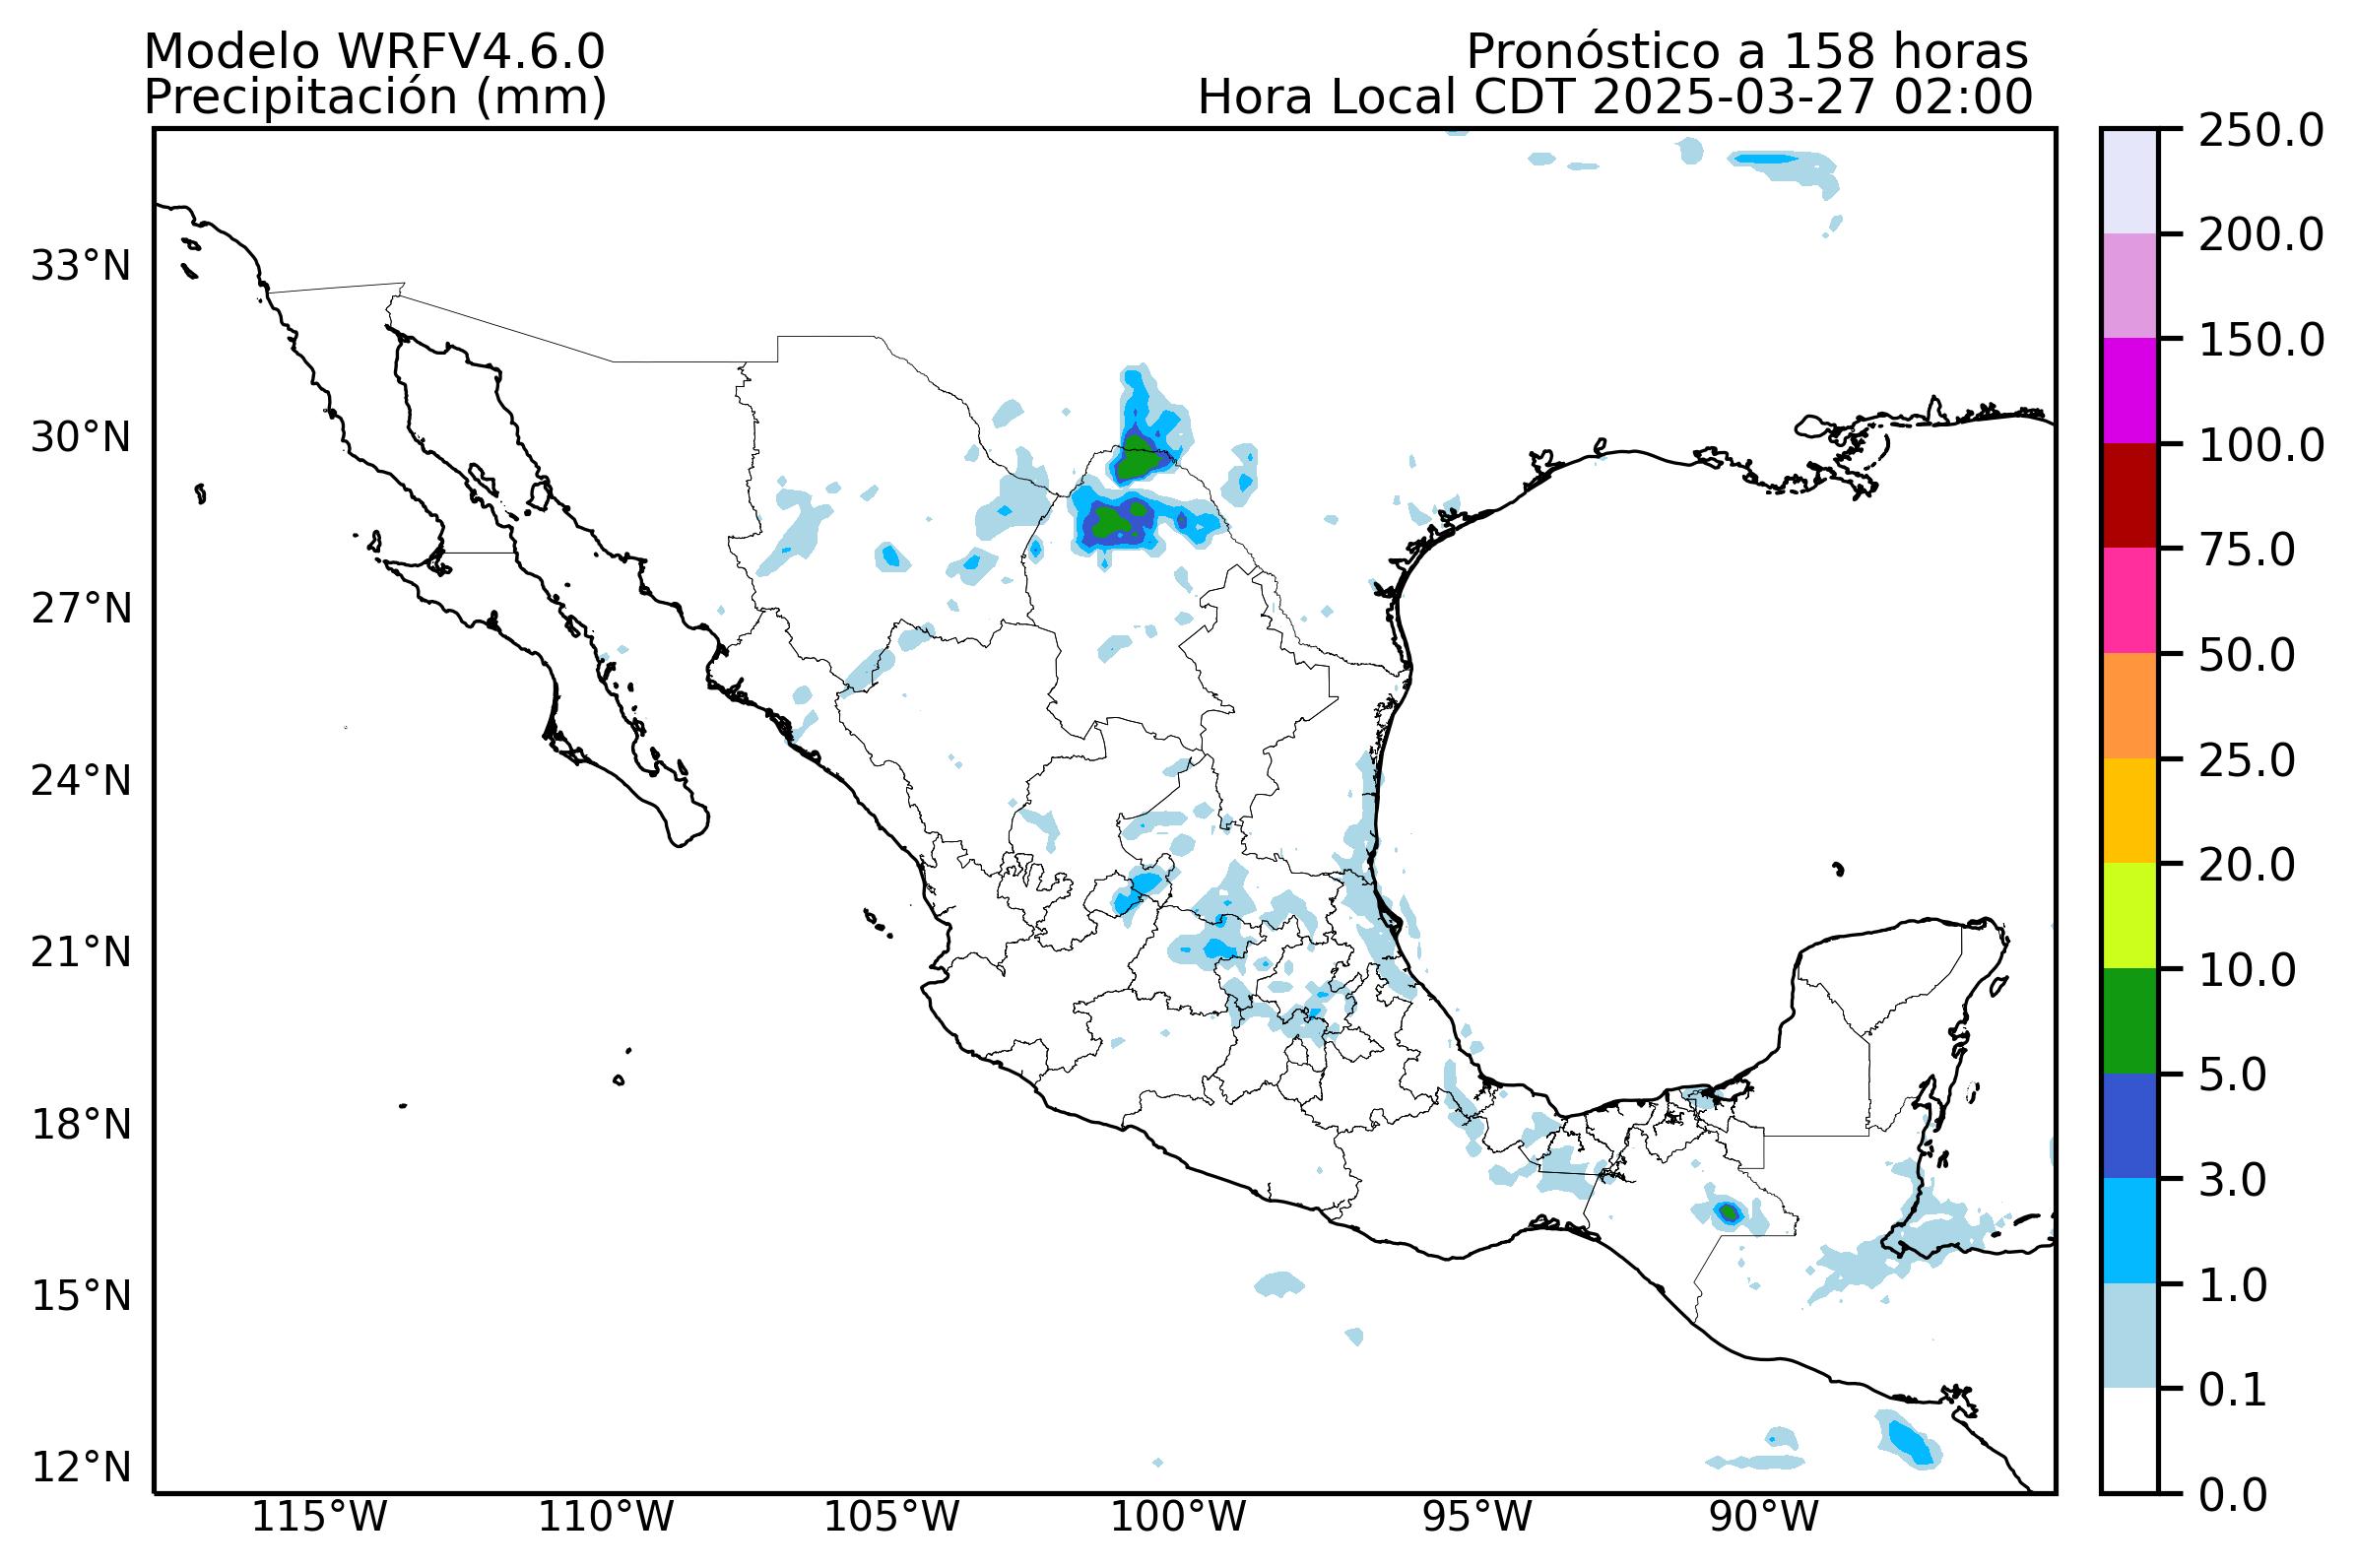 Modelo WRFV4.6.0
Pronóstico a 158 horas
Precipitación (mm)
Hora Local CDT 2025-03-27 02:00
33°N
30°N
27°N
24°N
21°N
18°N
15°N
12°N
115°W
110°W
105°W
100°W
95°W
90°W
250.0
200.0
150.0
100.0
75.0
50.0
25.0
20.0
10.0
5.0
3.0
1.0
0.1
0.0